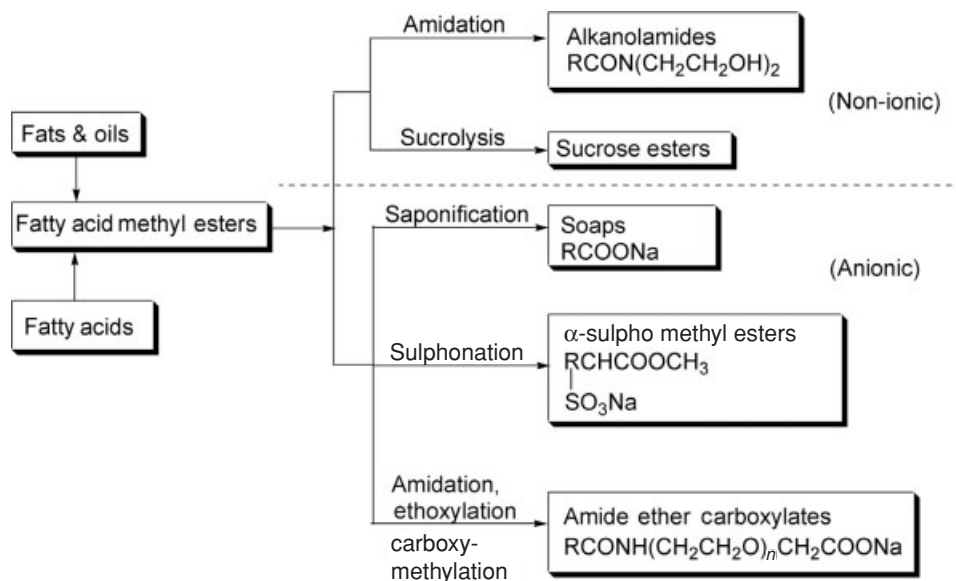 Amidation
Alkanolamides
RCON(CH₂CH₂OH)₂
(Non-ionic)
Fats & oils
Sucrolysis
Sucrose esters
Fatty acid methyl esters
Saponification
Soaps
RCOONa
(Anionic)
Fatty acids
Sulphonation
α-sulpho methyl esters
RCHCOOCH₃
SO₃Na
Amidation,
ethoxylation
carboxy-
methylation
Amide ether carboxylates
RCONH(CH₂CH₂O)ₙCH₂COONa